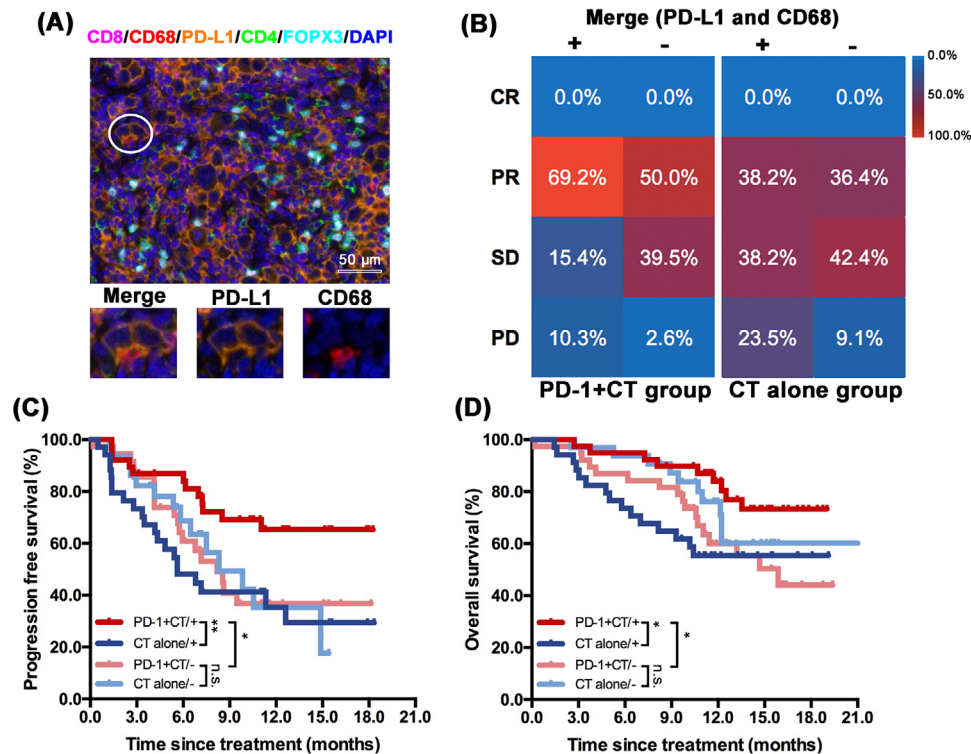 (A)
CD8/CD68/PD-L1/CD4/FOPX3/DAPI
50 µm
Merge PD-L1 CD68
(B)
Merge (PD-L1 and CD68)
+ - + -
CR 0.0% 0.0% 0.0% 0.0%
PR 69.2% 50.0% 38.2% 36.4%
SD 15.4% 39.5% 38.2% 42.4%
PD 10.3% 2.6% 23.5% 9.1%
PD-1+CT group CT alone group
0.0%
50.0%
100.0%
(C)
Progression free survival (%)
100.0
80.0
60.0
40.0
20.0
0.0
PD-1+CT/+
CT alone/+
PD-1+CT/-
CT alone/-
**
n.s.
*
0.0 3.0 6.0 9.0 12.0 15.0 18.0 21.0
Time since treatment (months)
(D)
Overall survival (%)
100.0
80.0
60.0
40.0
20.0
0.0
PD-1+CT/+
CT alone/+
PD-1+CT/-
CT alone/-
*
n.s.
*
0.0 3.0 6.0 9.0 12.0 15.0 18.0 21.0
Time since treatment (months)